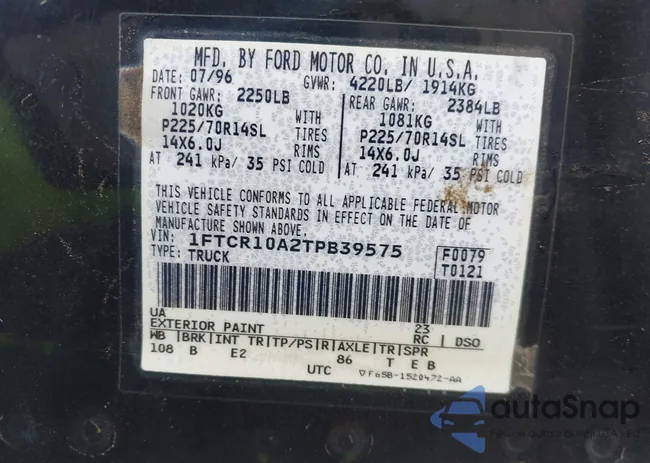 MFD. BY FORD MOTOR CO. IN U.S.A.
DATE: 07/96 GVWR: 4220LB/ 1914KG
FRONT GAWR: 2250LB REAR GAWR: 2384LB
1020KG WITH 1081KG WITH
P225/70R14SL TIRES P225/70R14SL TIRES
14X6.0J RIMS 14X6.0J RIMS
AT 241 kPa/ 35 PSI COLD AT 241 kPa/ 35 PSI COLD
THIS VEHICLE CONFORMS TO ALL APPLICABLE FEDERAL MOTOR
VEHICLE SAFETY STANDARDS IN EFFECT ON THE DATE OF
MANUFACTURE SHOWN ABOVE.
VIN: 1FTCR10A2TPB39575 F0079
TYPE: TRUCK T0121
UA
EXTERIOR PAINT 23 RC DSO
WB |BRK|INT TR|TP/PS|R|AXLE|TR|SPR
108 B E2 86 T E B
UTC ▽F65B-1520472-AA
autoSnap